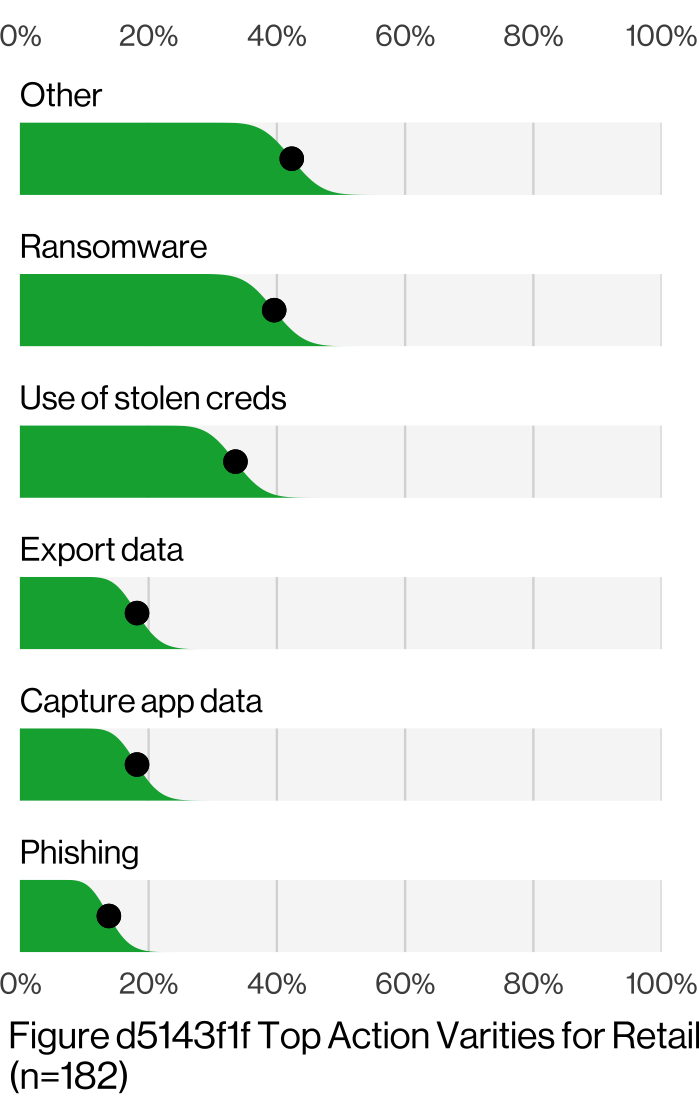 0% 20% 40% 60% 80% 100%
Other
Ransomware
Use of stolen creds
Export data
Capture app data
Phishing
0% 20% 40% 60% 80% 100%
Figure d5143f1f Top Action Varities for Retail
(n=182)